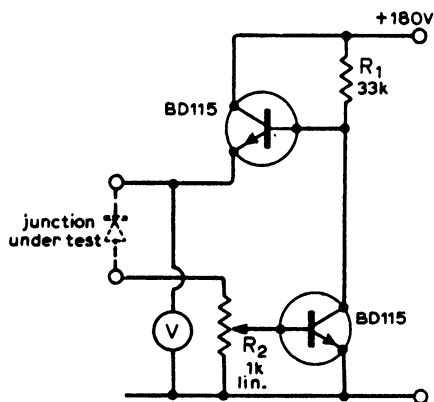 +180V
R1
33k
BD115
junction
under test
V
R2
1k
lin.
BD115